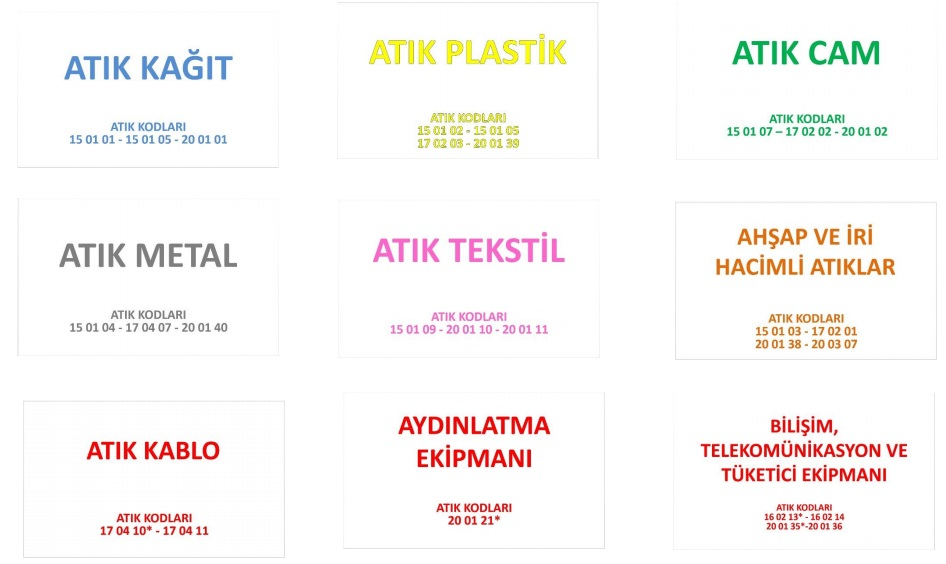 ATIK KAĞIT
ATIK KODLARI
15 01 01 - 15 01 05 - 20 01 01
ATIK PLASTİK
ATIK KODLARI
15 01 02 - 15 01 05
17 02 03 - 20 01 39
ATIK CAM
ATIK KODLARI
15 01 07 – 17 02 02 - 20 01 02
ATIK METAL
ATIK KODLARI
15 01 04 - 17 04 07 - 20 01 40
ATIK TEKSTİL
ATIK KODLARI
15 01 09 - 20 01 10 - 20 01 11
AHŞAP VE İRİ
HACİMLİ ATIKLAR
ATIK KODLARI
15 01 03 - 17 02 01
20 01 38 - 20 03 07
ATIK KABLO
ATIK KODLARI
17 04 10* - 17 04 11
AYDINLATMA
EKİPMANI
ATIK KODLARI
20 01 21*
BİLİŞİM,
TELEKOMÜNİKASYON VE
TÜKETİCİ EKİPMANI
ATIK KODLARI
16 02 13* - 16 02 14
20 01 35*-20 01 36